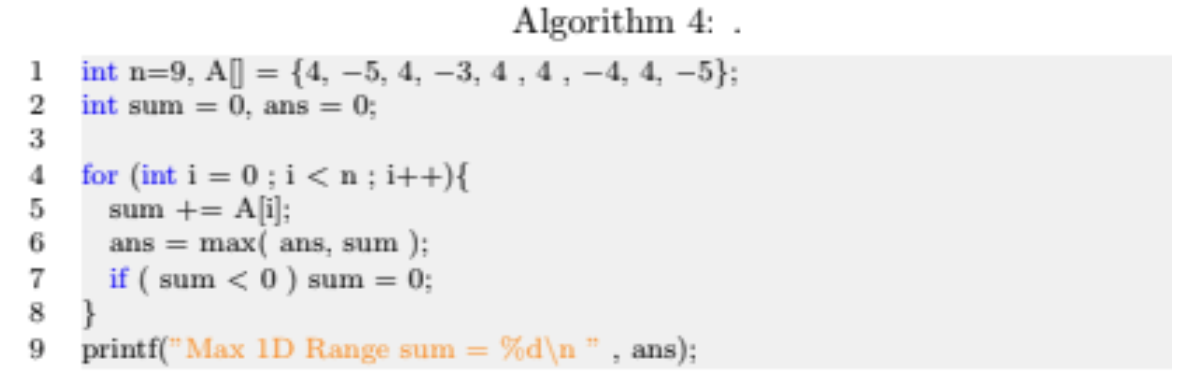 Algorithm 4: .
1 int n=9, A[] = {4, −5, 4, −3, 4 , 4 , −4, 4, −5};
2 int sum = 0, ans = 0;
3
4 for (int i = 0 ; i < n ; i++){
5 sum += A[i];
6 ans = max( ans, sum );
7 if ( sum < 0 ) sum = 0;
8 }
9 printf("Max 1D Range sum = %d\n " , ans);